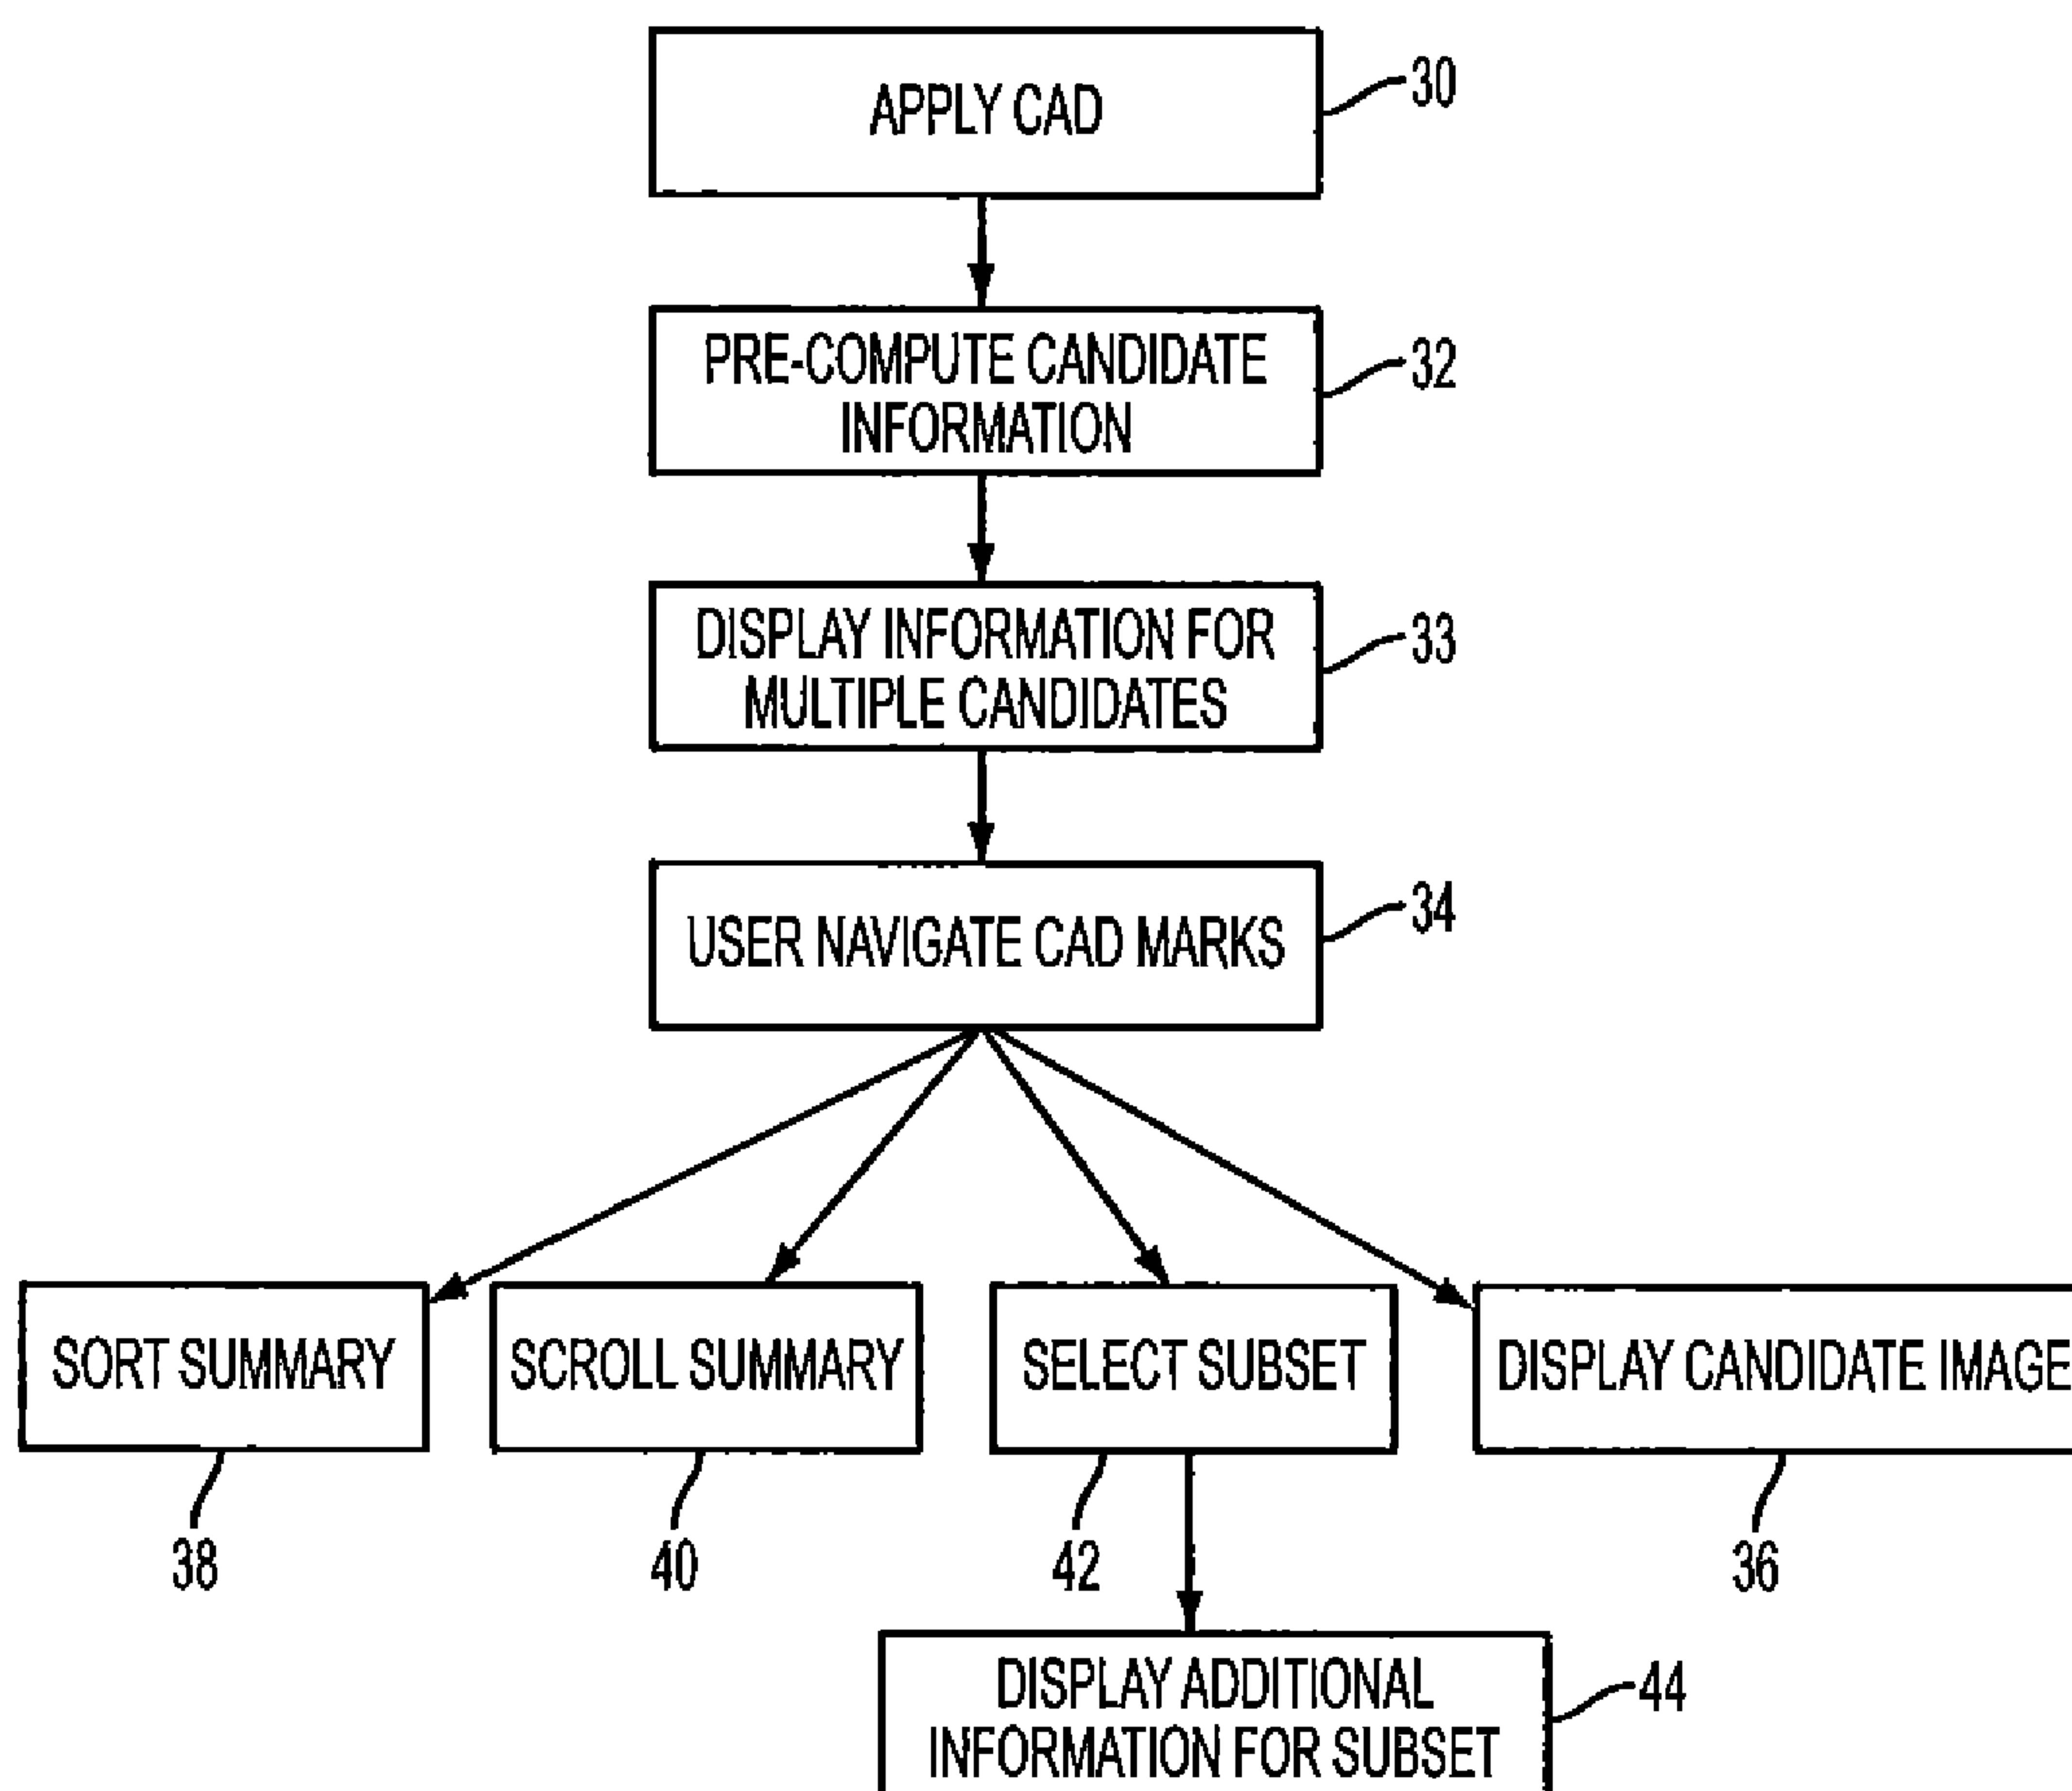 APPLY CAD
30
PRE-COMPUTE CANDIDATE
INFORMATION
32
DISPLAY INFORMATION FOR
MULTIPLE CANDIDATES
33
USER NAVIGATE CAD MARKS
34
SORT SUMMARY
SCROLL SUMMARY
SELECT SUBSET
DISPLAY CANDIDATE IMAGE
38
40
42
36
DISPLAY ADDITIONAL
INFORMATION FOR SUBSET
44